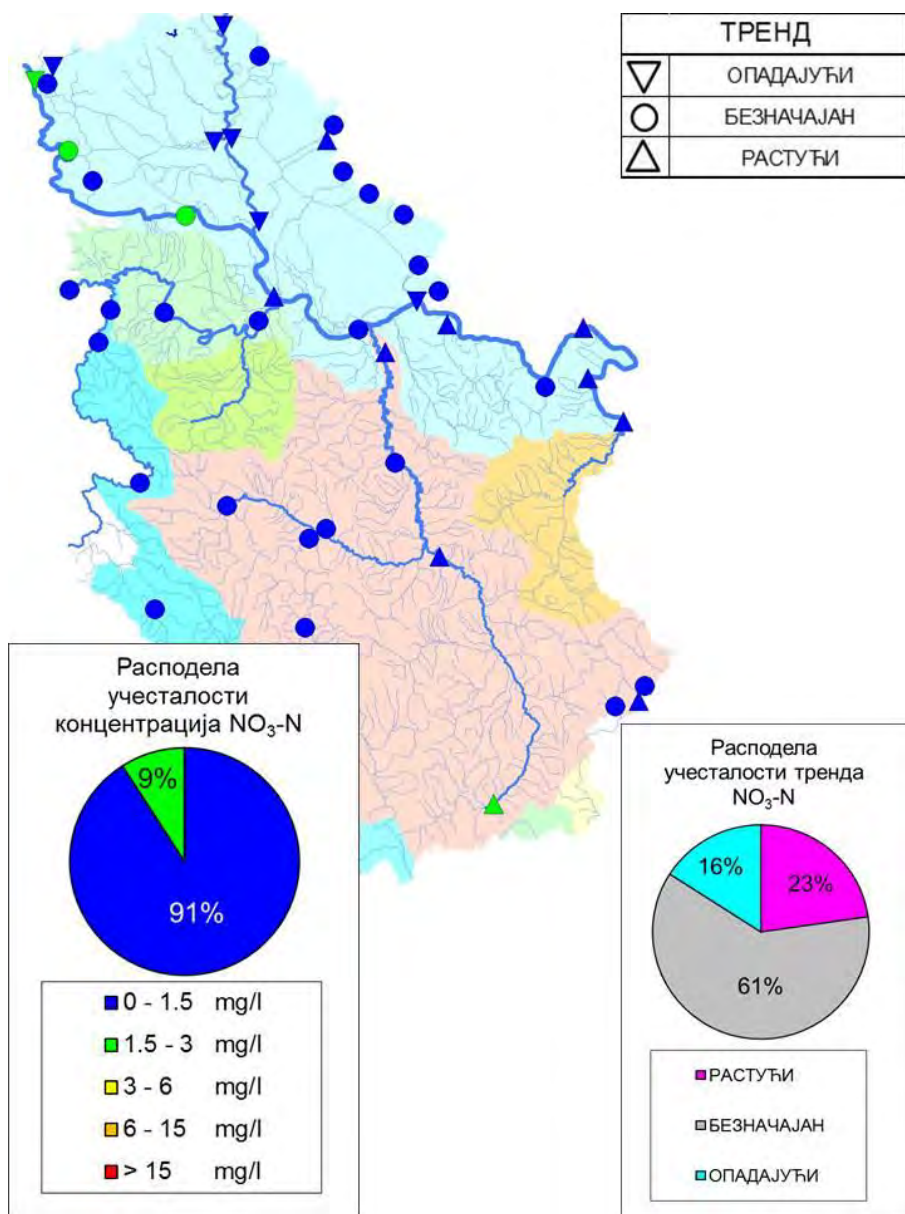 ТРЕНД
ОПАДАЈУЋИ
БЕЗНАЧАЈАН
РАСТУЋИ
Расподела
учесталости
концентрација NO₃-N
9%
91%
0 - 1.5 mg/l
1.5 - 3 mg/l
3 - 6 mg/l
6 - 15 mg/l
> 15 mg/l
Расподела
учесталости тренда
NO₃-N
16%
23%
61%
РАСТУЋИ
БЕЗНАЧАЈАН
ОПАДАЈУЋИ